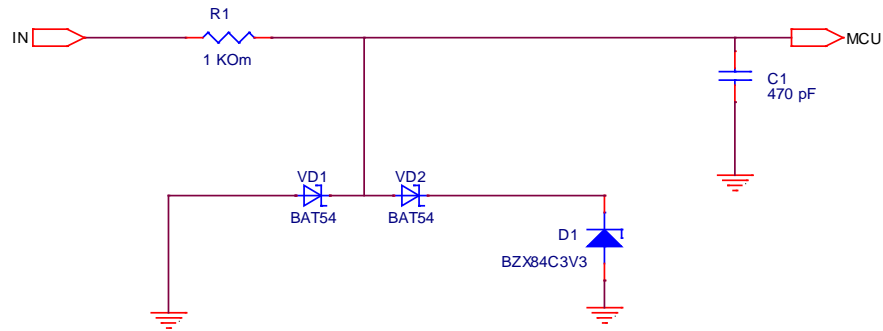 R1
IN
MCU
1 KOm
C1
470 pF
VD1
VD2
BAT54
BAT54
D1
BZX84C3V3